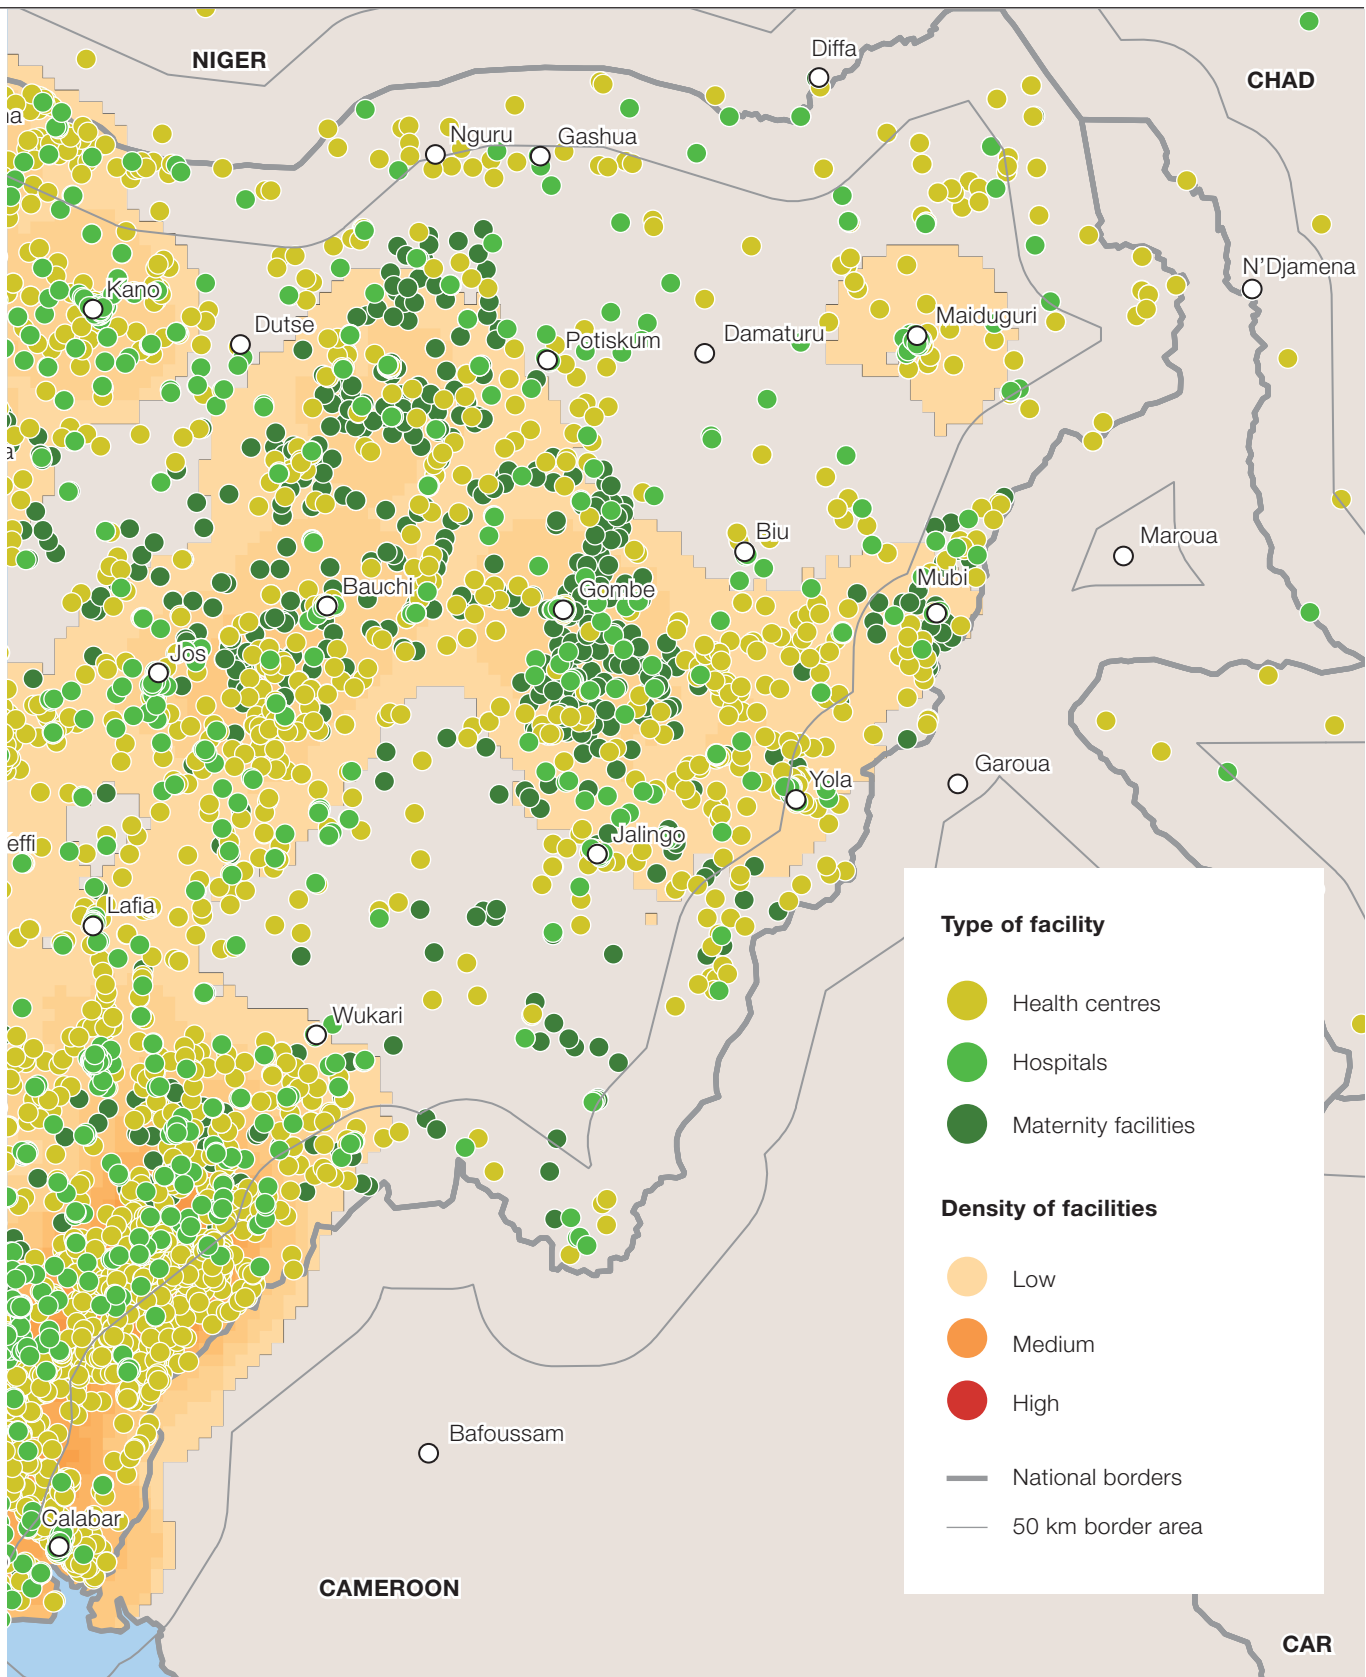 Diffa
NIGER
CHAD
na
Nguru
Gashua
N'Djamena
Kano
Maiduguri
Dutse
Damaturu
Potiskum
a
Biu
Maroua
Mubi
Bauchi
Gombe
Jos
Garoua
Yola
Jalingo
effi
Lafia
Wukari
Type of facility
Health centres
Hospitals
Maternity facilities
Density of facilities
Low
Medium
High
National borders
50 km border area
Bafoussam
Calabar
CAMEROON
CAR